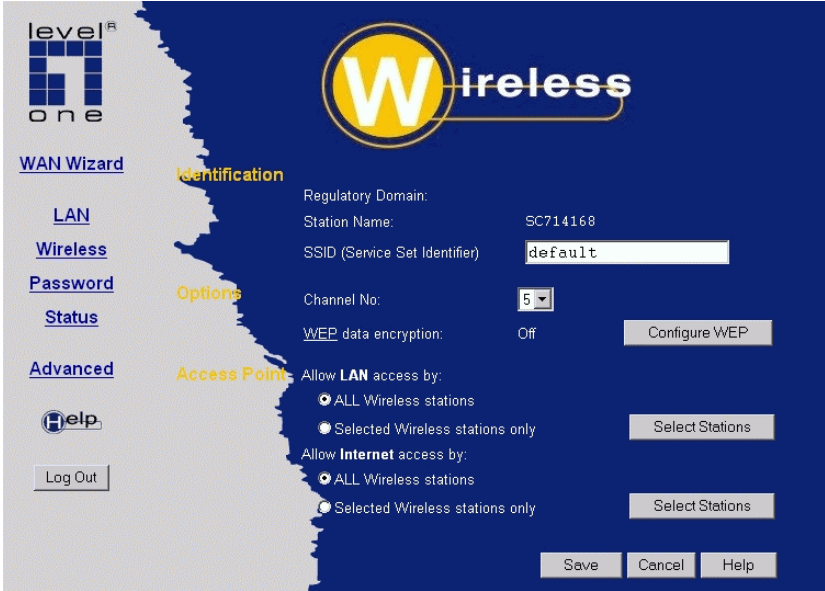 level®
one
WAN Wizard
LAN
Wireless
Password
Status
Advanced
Help
Log Out
Wireless
Identification
Regulatory Domain:
Station Name: SC714168
SSID (Service Set Identifier) default
Options
Channel No: 5
WEP data encryption: Off Configure WEP
Access Point
Allow LAN access by:
ALL Wireless stations
Selected Wireless stations only Select Stations
Allow Internet access by:
ALL Wireless stations
Selected Wireless stations only Select Stations
Save Cancel Help